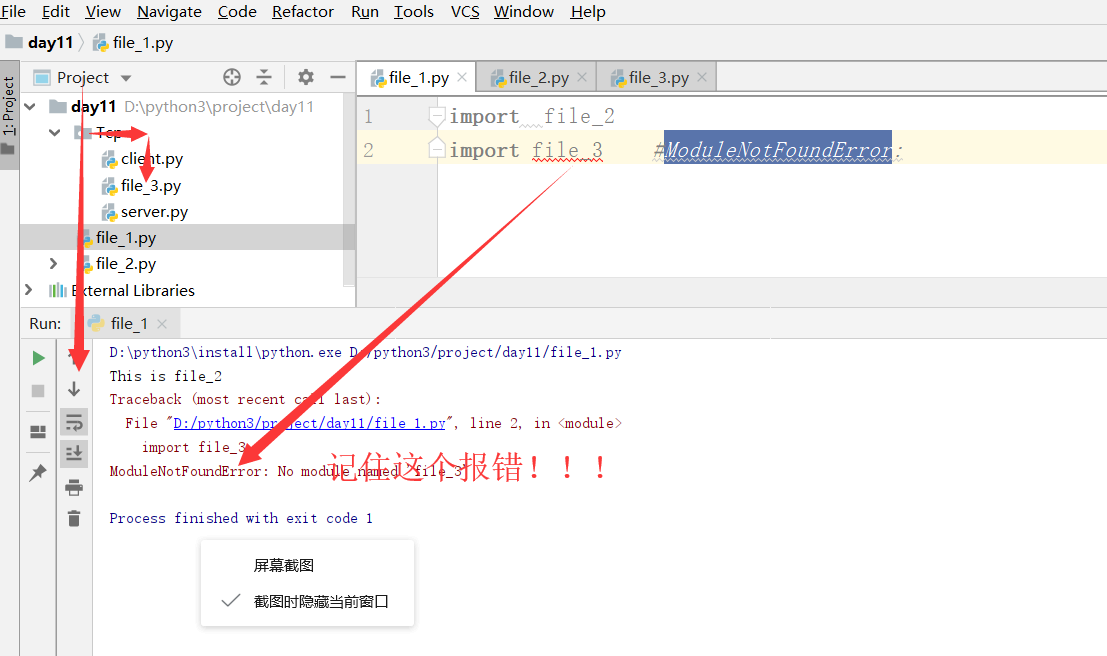 File Edit View Navigate Code Refactor Run Tools VCS Window Help
day11 file_1.py
1: Project
Project
file_1.py file_2.py file_3.py
day11 D:\python3\project\day11
Tcp
client.py
file_3.py
server.py
file_1.py
file_2.py
External Libraries
1 import file_2
2 import file_3 #ModuleNotFoundError:
Run: file_1
D:\python3\install\python.exe D:/python3/project/day11/file_1.py
This is file_2
Traceback (most recent call last):
File "D:/python3/project/day11/file_1.py", line 2, in <module>
import file_3
ModuleNotFoundError: No module named 'file_3'
记住这个报错！！！
Process finished with exit code 1
屏幕截图
截图时隐藏当前窗口